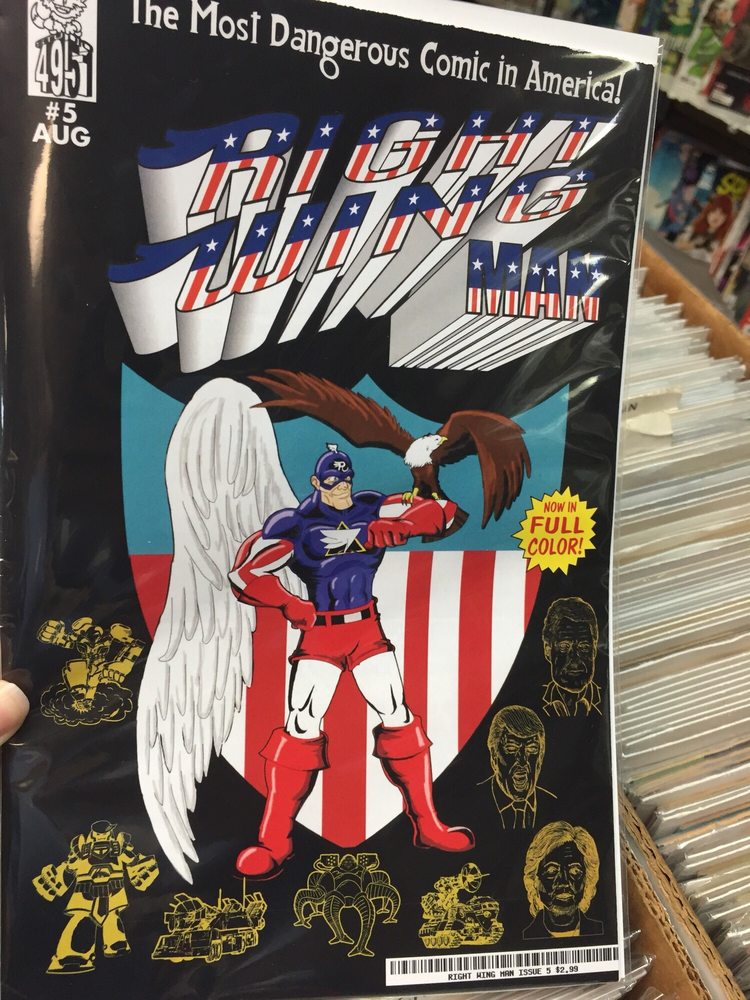 The Most Dangerous Comic in America!
4951
#5
AUG
RIGHT
WING
MAN
NOW IN
FULL
COLOR!
RIGHT WING MAN ISSUE 5 $2.99